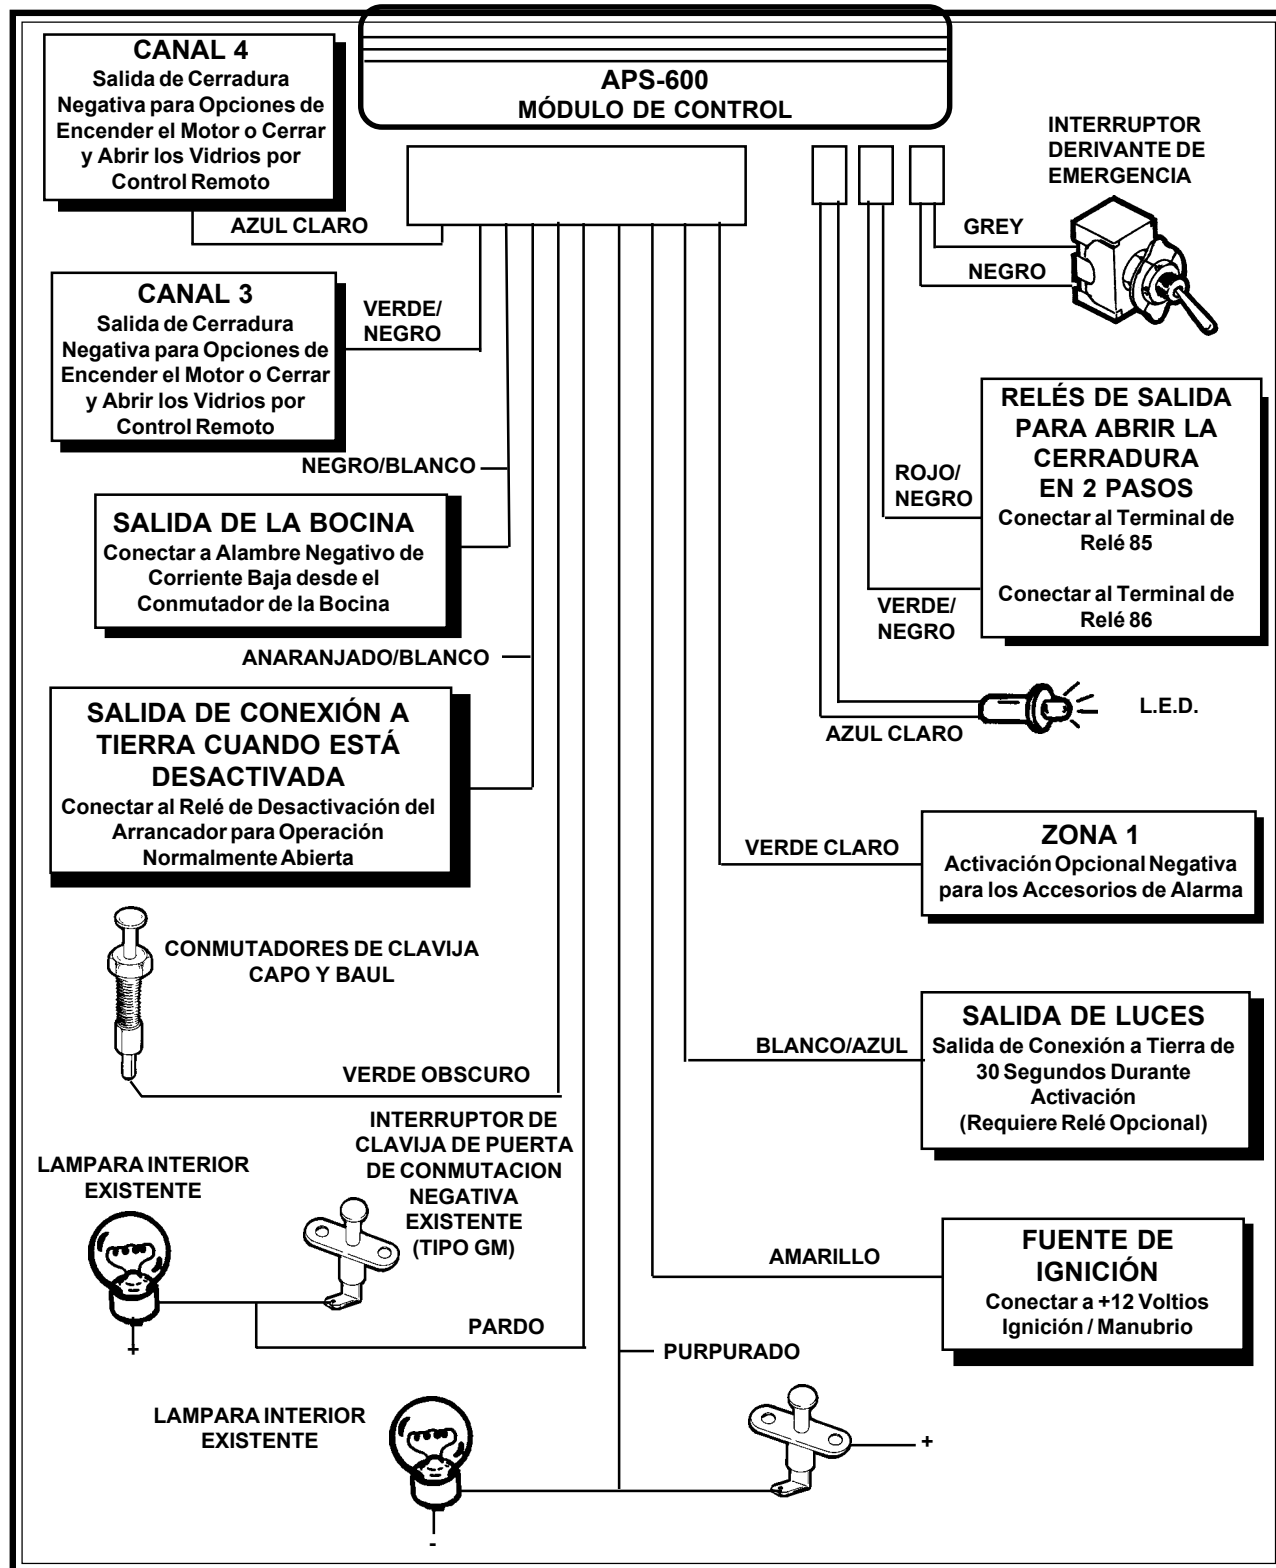 APS-600
MÓDULO DE CONTROL
CANAL 4
Salida de Cerradura
Negativa para Opciones de
Encender el Motor o Cerrar
y Abrir los Vidrios por
Control Remoto
AZUL CLARO
CANAL 3
Salida de Cerradura
Negativa para Opciones de
Encender el Motor o Cerrar
y Abrir los Vidrios por
Control Remoto
VERDE/
NEGRO
NEGRO/BLANCO
SALIDA DE LA BOCINA
Conectar a Alambre Negativo de
Corriente Baja desde el
Conmutador de la Bocina
ANARANJADO/BLANCO
SALIDA DE CONEXIÓN A
TIERRA CUANDO ESTÁ
DESACTIVADA
Conectar al Relé de Desactivación del
Arrancador para Operación
Normalmente Abierta
CONMUTADORES DE CLAVIJA
CAPO Y BAUL
VERDE OBSCURO
INTERRUPTOR DE
CLAVIJA DE PUERTA
DE CONMUTACION
NEGATIVA
EXISTENTE
(TIPO GM)
LAMPARA INTERIOR
EXISTENTE
+
PARDO
LAMPARA INTERIOR
EXISTENTE
-
PURPURADO
+
INTERRUPTOR
DERIVANTE DE
EMERGENCIA
GREY
NEGRO
RELÉS DE SALIDA
PARA ABRIR LA
CERRADURA
EN 2 PASOS
Conectar al Terminal de
Relé 85
Conectar al Terminal de
Relé 86
ROJO/
NEGRO
VERDE/
NEGRO
L.E.D.
AZUL CLARO
VERDE CLARO
ZONA 1
Activación Opcional Negativa
para los Accesorios de Alarma
BLANCO/AZUL
SALIDA DE LUCES
Salida de Conexión a Tierra de
30 Segundos Durante
Activación
(Requiere Relé Opcional)
AMARILLO
FUENTE DE
IGNICIÓN
Conectar a +12 Voltios
Ignición / Manubrio